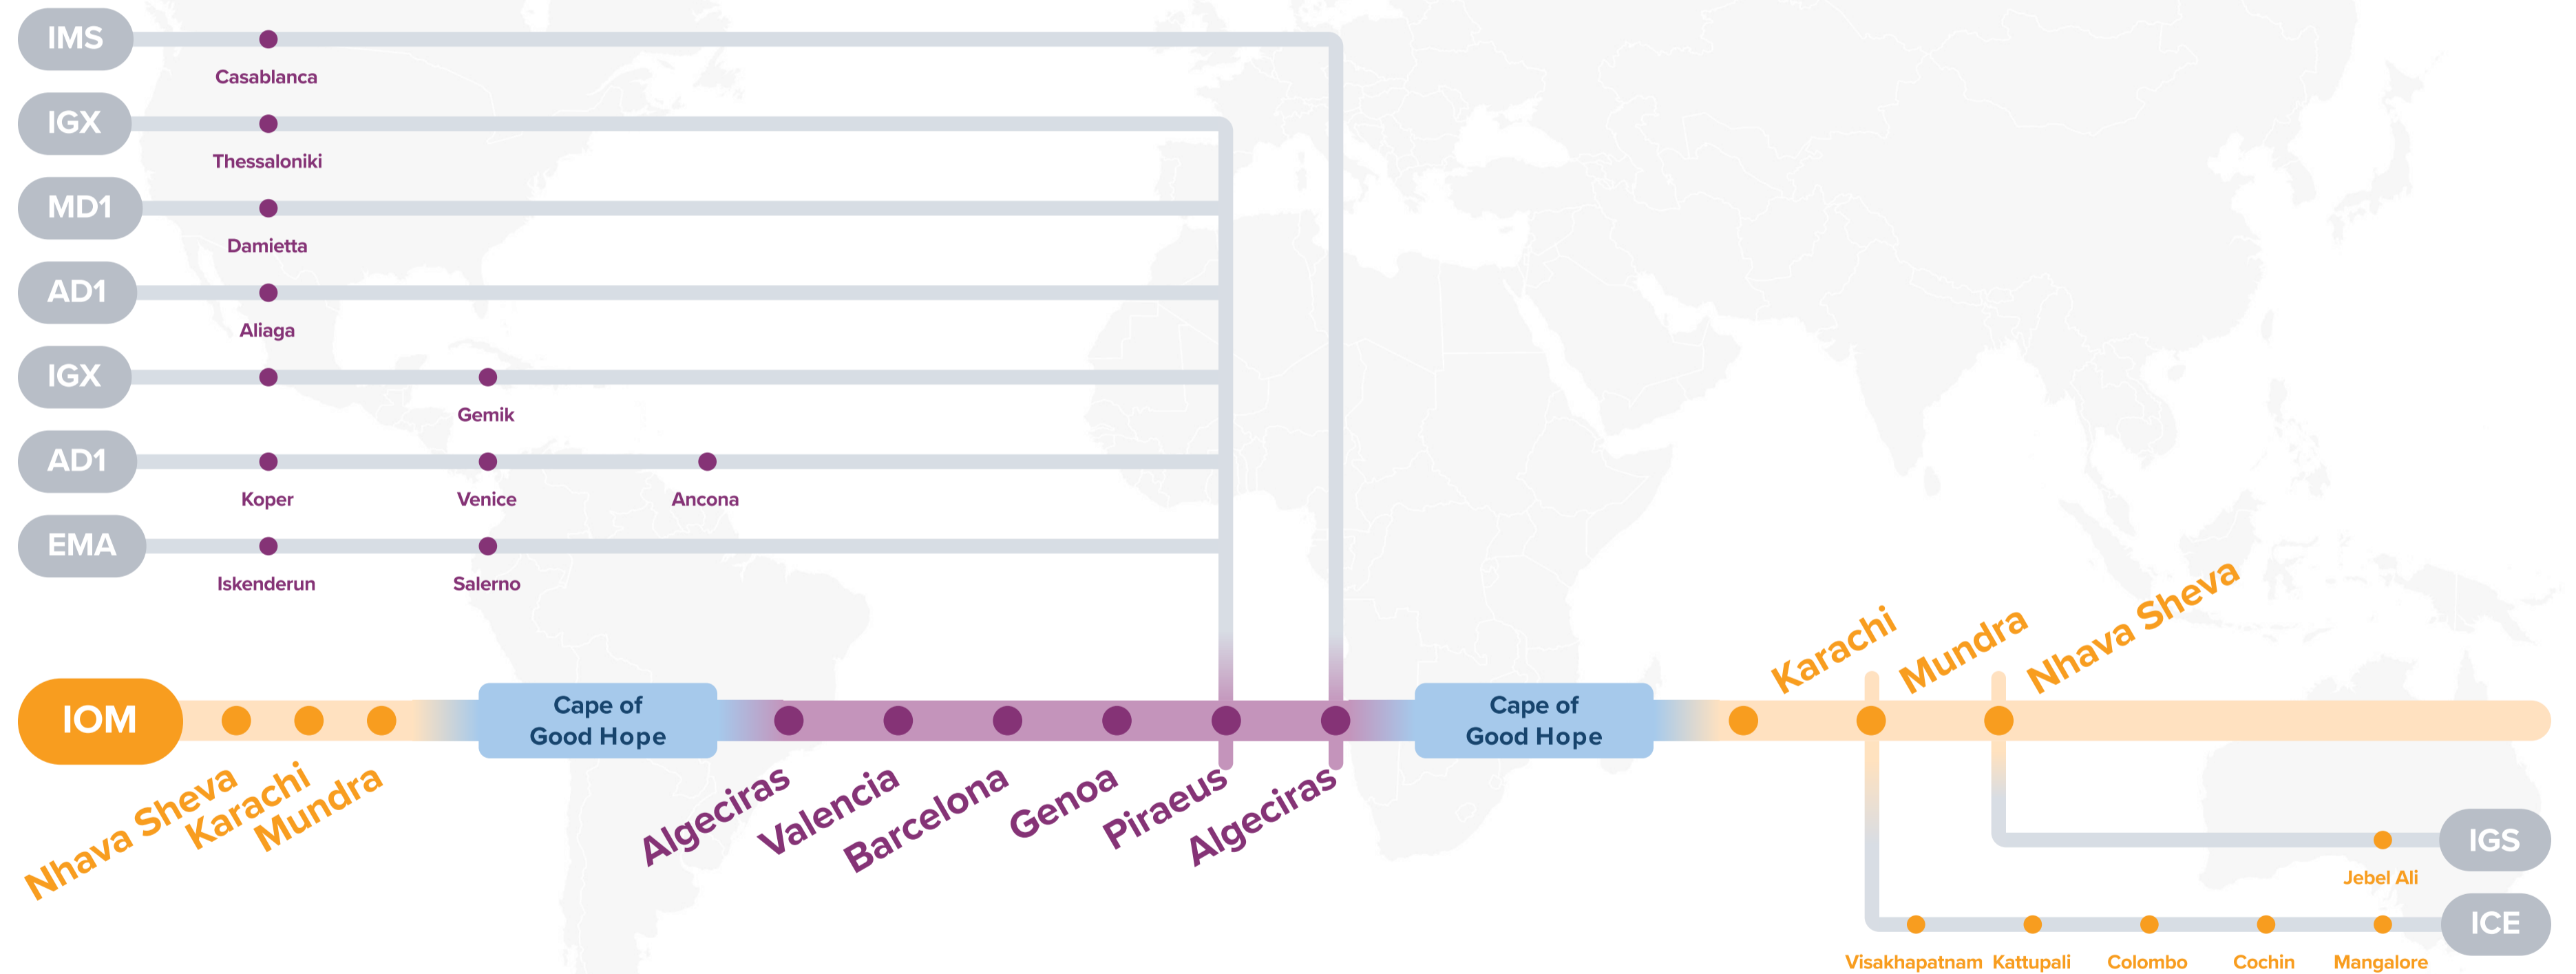 IMS
Casablanca
IGX
Thessaloniki
MD1
Damietta
AD1
Aliaga
IGX
Gemik
AD1
Koper Venice Ancona
EMA
Iskenderun Salerno
IOM
Nhava Sheva
Karachi
Mundra
Cape of
Good Hope
Algeciras
Valencia
Barcelona
Genoa
Piraeus
Algeciras
Cape of
Good Hope
Karachi
Mundra
Nhava Sheva
IGS
Jebel Ali
ICE
Visakhapatnam Kattupali Colombo Cochin Mangalore